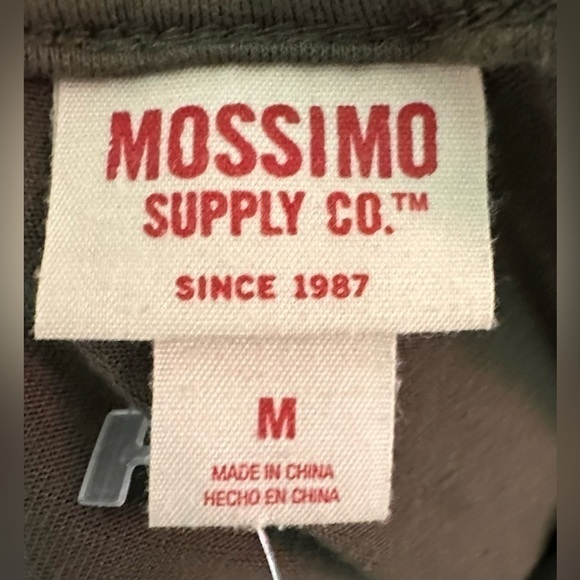 MOSSIMO
SUPPLY CO.™
SINCE 1987
M
MADE IN CHINA
HECHO EN CHINA